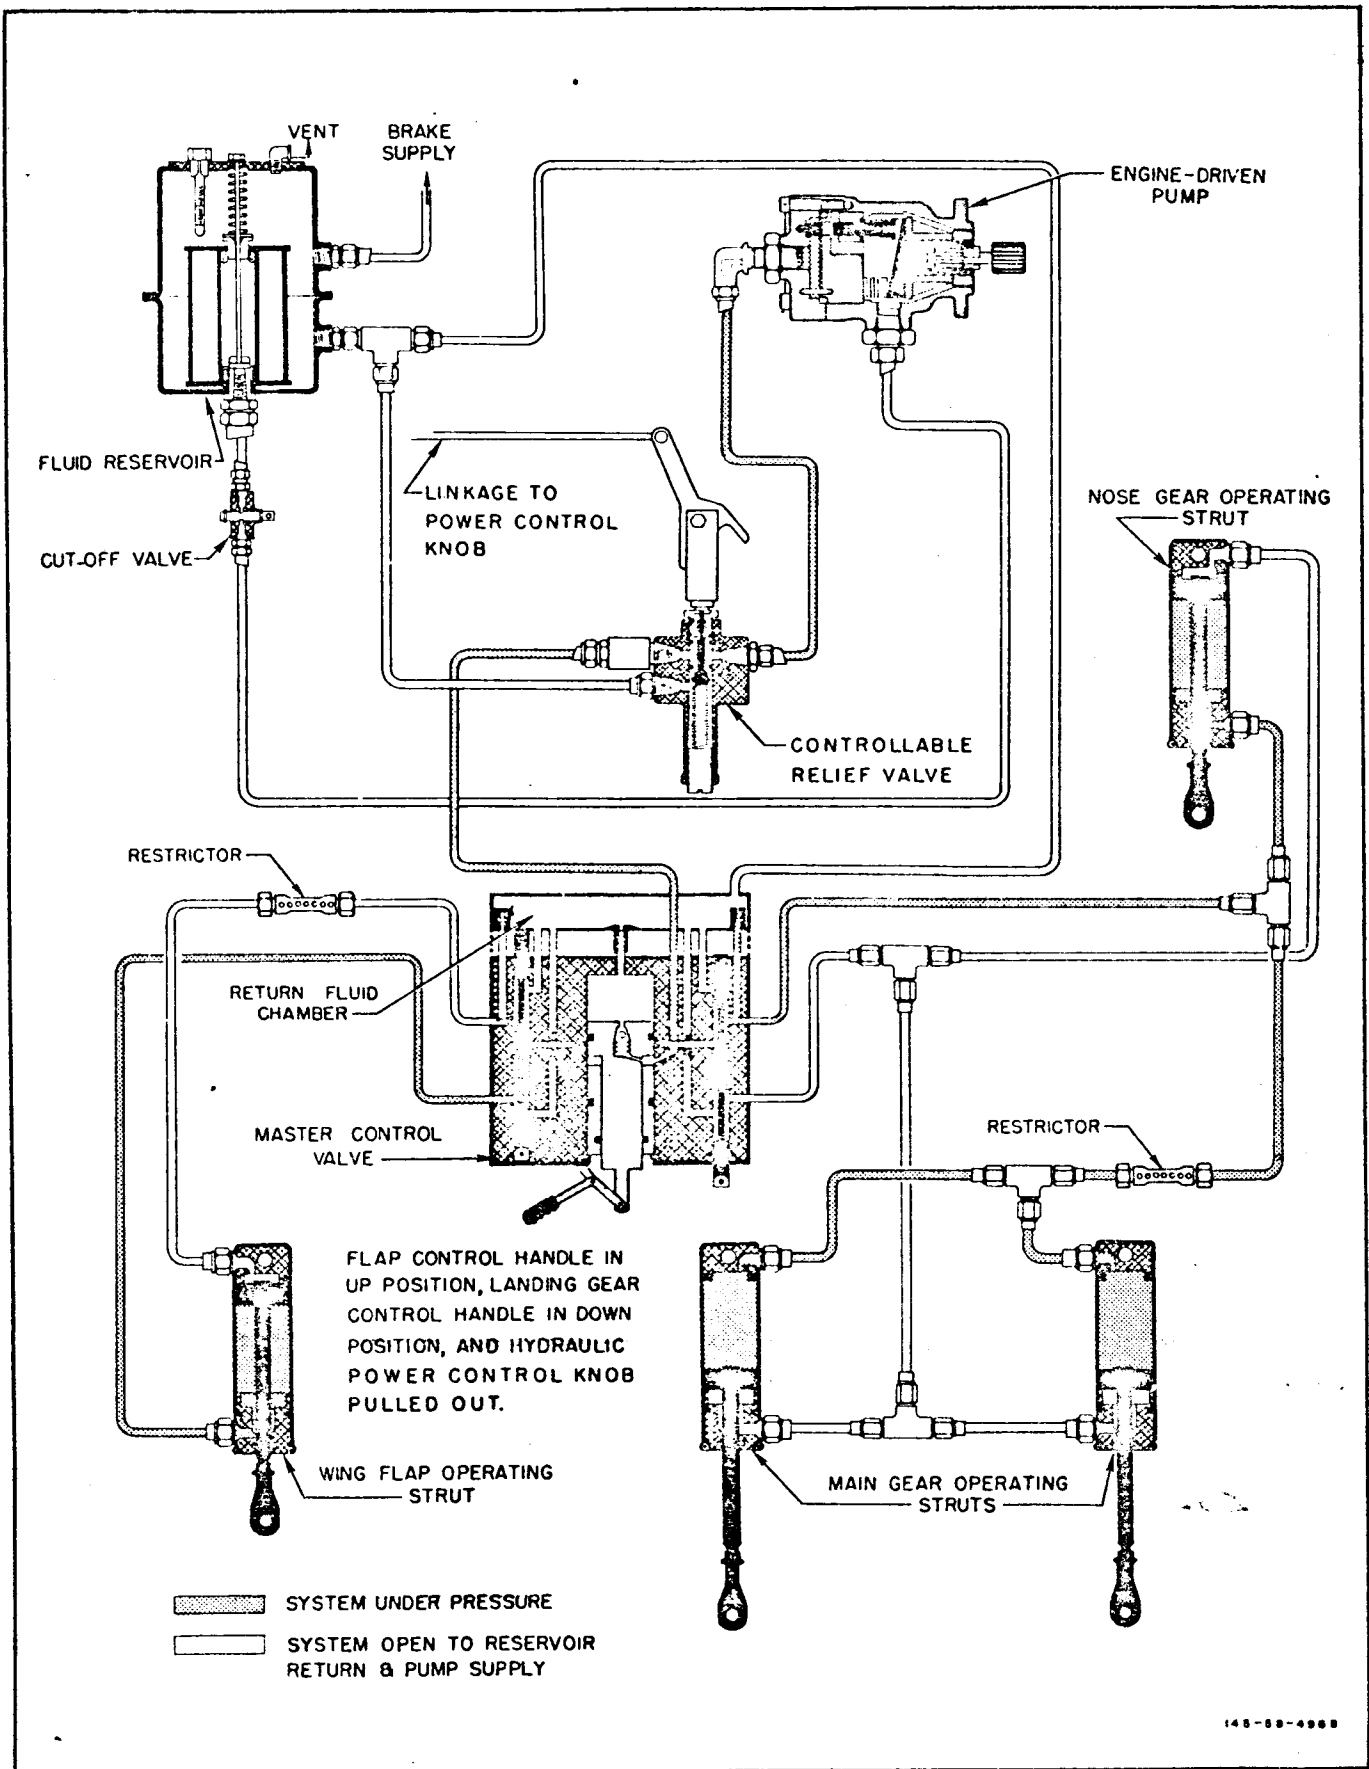 VENT
BRAKE
SUPPLY
ENGINE-DRIVEN
PUMP
FLUID RESERVOIR
LINKAGE TO
POWER CONTROL
KNOB
NOSE GEAR OPERATING
STRUT
CUT-OFF VALVE
CONTROLLABLE
RELIEF VALVE
RESTRICTOR
RETURN FLUID
CHAMBER
MASTER CONTROL
VALVE
RESTRICTOR
FLAP CONTROL HANDLE IN
UP POSITION, LANDING GEAR
CONTROL HANDLE IN DOWN
POSITION, AND HYDRAULIC
POWER CONTROL KNOB
PULLED OUT.
WING FLAP OPERATING
STRUT
MAIN GEAR OPERATING
STRUTS
SYSTEM UNDER PRESSURE
SYSTEM OPEN TO RESERVOIR
RETURN & PUMP SUPPLY